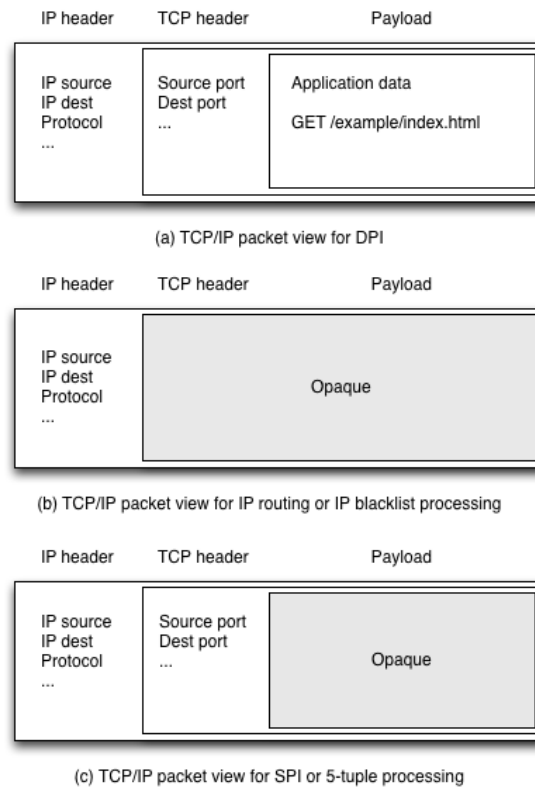 IP header TCP header Payload
IP source
IP dest
Protocol
...
Source port
Dest port
...
Application data
GET /example/index.html
(a) TCP/IP packet view for DPI
IP header TCP header Payload
IP source
IP dest
Protocol
...
Opaque
(b) TCP/IP packet view for IP routing or IP blacklist processing
IP header TCP header Payload
IP source
IP dest
Protocol
...
Source port
Dest port
...
Opaque
(c) TCP/IP packet view for SPI or 5-tuple processing